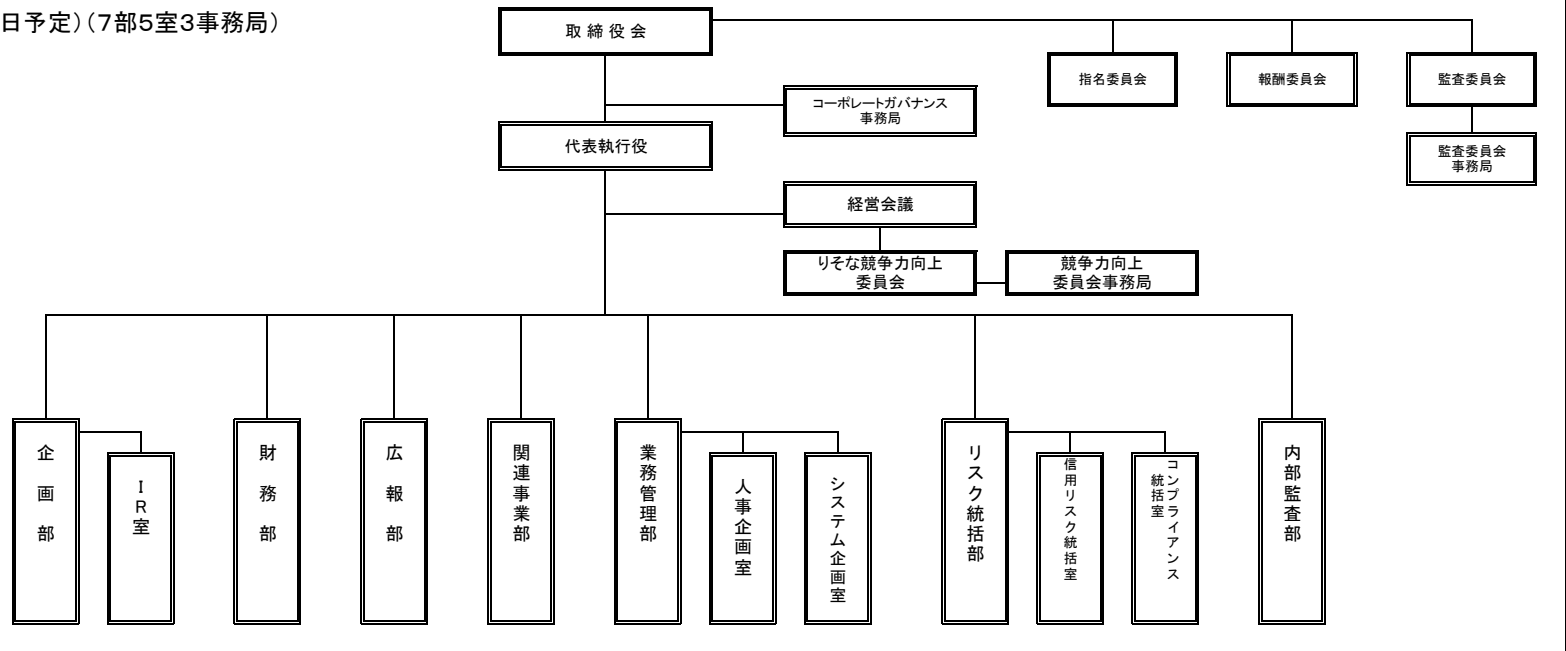 日予定)(7部5室3事務局)
取締役会
指名委員会
報酬委員会
監査委員会
コーポレートガバナンス
事務局
代表執行役
監査委員会
事務局
経営会議
りそな競争力向上
委員会
競争力向上
委員会事務局
企画部
IR室
財務部
広報部
関連事業部
業務管理部
人事企画室
システム企画室
リスク統括部
信用リスク統括室
コンプライアンス
統括室
内部監査部